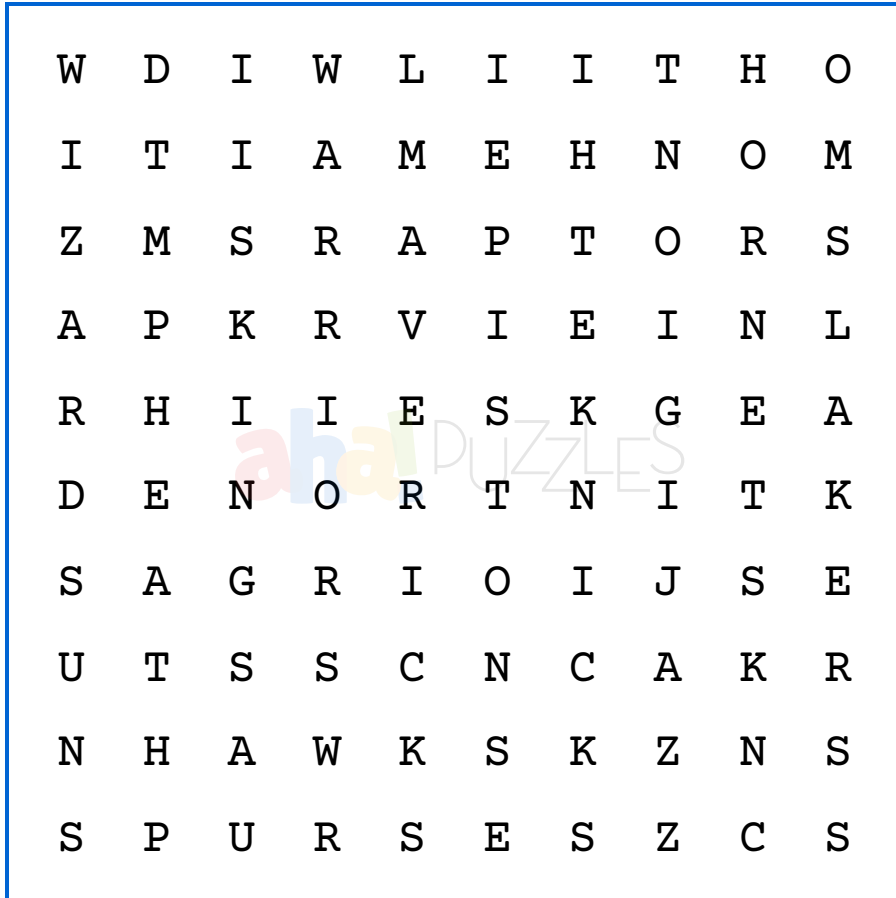 W D I W L I I T H O
I T I A M E H N O M
Z M S R A P T O R S
A P K R V I E I N L
R H I I E S K G E A
D E N O R T N I T K
S A G R I O I J S E
U T S S C N C A K R
N H A W K S K Z N S
S P U R S E S Z C S
aha! PUZZLES